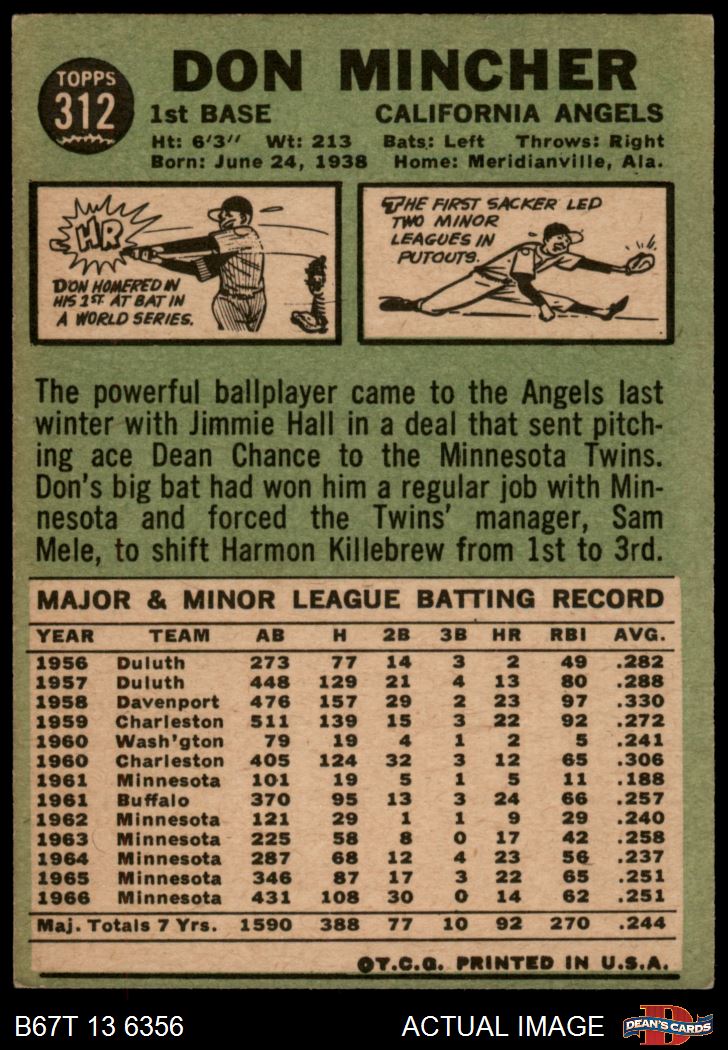 DON MINCHER
TOPPS
312
1st BASE CALIFORNIA ANGELS
Ht: 6'3" Wt: 213 Bats: Left Throws: Right
Born: June 24, 1938 Home: Meridianville, Ala.
HR
DON HOMERED IN
HIS 1ST. AT BAT IN
A WORLD SERIES.
THE FIRST SACKER LED
TWO MINOR
LEAGUES IN
PUTOUTS.
The powerful ballplayer came to the Angels last
winter with Jimmie Hall in a deal that sent pitch-
ing ace Dean Chance to the Minnesota Twins.
Don's big bat had won him a regular job with Min-
nesota and forced the Twins' manager, Sam
Mele, to shift Harmon Killebrew from 1st to 3rd.
MAJOR & MINOR LEAGUE BATTING RECORD
YEAR TEAM AB H 2B 3B HR RBI AVG.
1956 Duluth 273 77 14 3 2 49 .282
1957 Duluth 448 129 21 4 13 80 .288
1958 Davenport 476 157 29 2 23 97 .330
1959 Charleston 511 139 15 3 22 92 .272
1960 Wash'gton 79 19 4 1 2 5 .241
1960 Charleston 405 124 32 3 12 65 .306
1961 Minnesota 101 19 5 1 5 11 .188
1961 Buffalo 370 95 13 3 24 66 .257
1962 Minnesota 121 29 1 1 9 29 .240
1963 Minnesota 225 58 8 0 17 42 .258
1964 Minnesota 287 68 12 4 23 56 .237
1965 Minnesota 346 87 17 3 22 65 .251
1966 Minnesota 431 108 30 0 14 62 .251
Maj. Totals 7 Yrs. 1590 388 77 10 92 270 .244
©T.C.G. PRINTED IN U.S.A.
B67T 13 6356 ACTUAL IMAGE
D
DEAN'S CARDS